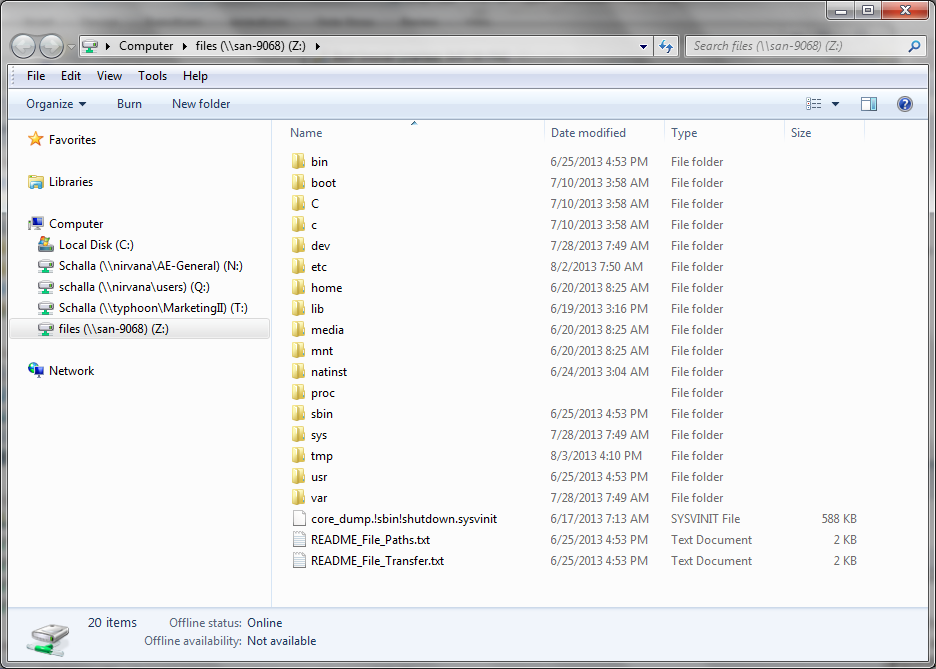 Computer files (\\san-9068) (Z:) Search files (\\san-9068) (Z:)
File Edit View Tools Help
Organize Burn New folder
Name Date modified Type Size
Favorites
Libraries
Computer
Local Disk (C:)
Schalla (\\nirvana\AE-General) (N:)
schalla (\\nirvana\users) (Q:)
Schalla (\\typhoon\MarketingII) (T:)
files (\\san-9068) (Z:)
Network
bin 6/25/2013 4:53 PM File folder
boot 7/10/2013 3:58 AM File folder
C 7/10/2013 3:58 AM File folder
c 7/10/2013 3:58 AM File folder
dev 7/28/2013 7:49 AM File folder
etc 8/2/2013 7:50 AM File folder
home 6/20/2013 8:25 AM File folder
lib 6/19/2013 3:16 PM File folder
media 6/20/2013 8:25 AM File folder
mnt 6/20/2013 8:25 AM File folder
natinst 6/24/2013 3:04 AM File folder
proc File folder
sbin 6/25/2013 4:53 PM File folder
sys 7/28/2013 7:49 AM File folder
tmp 8/3/2013 4:10 PM File folder
usr 6/25/2013 4:53 PM File folder
var 7/28/2013 7:49 AM File folder
core_dump.!sbin!shutdown.sysvinit 6/17/2013 7:13 AM SYSVINIT File 588 KB
README_File_Paths.txt 6/25/2013 4:53 PM Text Document 2 KB
README_File_Transfer.txt 6/25/2013 4:53 PM Text Document 2 KB
20 items Offline status: Online
Offline availability: Not available